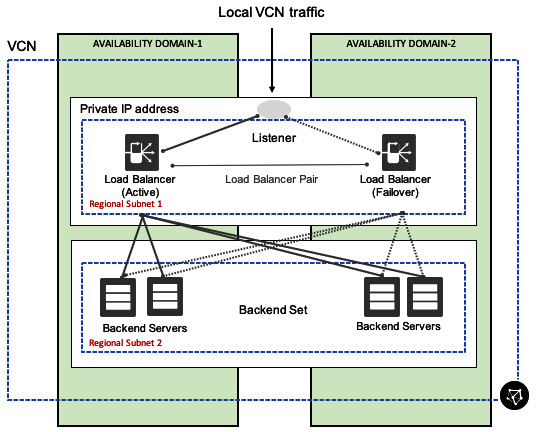 Local VCN traffic
VCN
AVAILABILITY DOMAIN-1
AVAILABILITY DOMAIN-2
Private IP address
Listener
Load Balancer
(Active)
Load Balancer Pair
Load Balancer
(Failover)
Regional Subnet 1
Backend Set
Backend Servers
Backend Servers
Regional Subnet 2